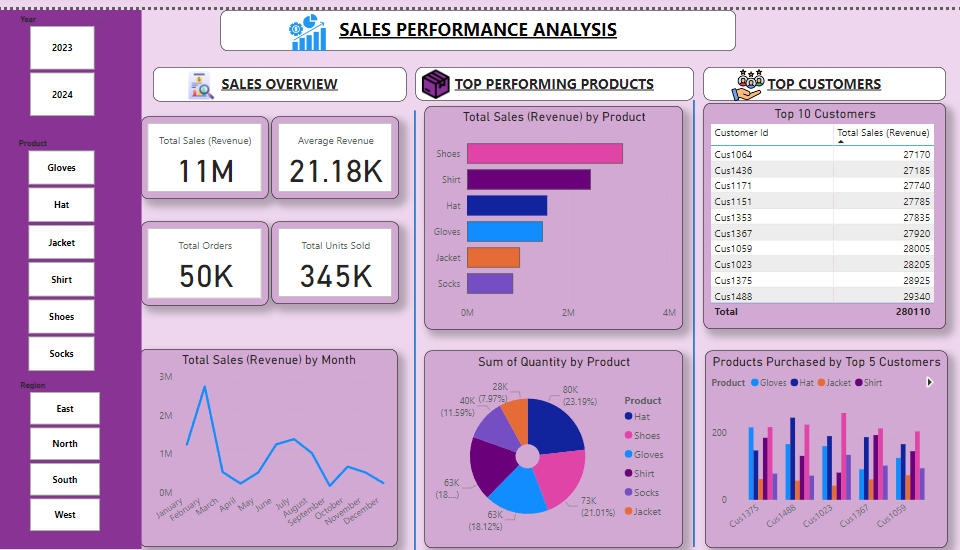 SALES PERFORMANCE ANALYSIS
Year
2023
2024
Product
Gloves
Hat
Jacket
Shirt
Shoes
Socks
Region
East
North
South
West
SALES OVERVIEW
Total Sales (Revenue)
11M
Average Revenue
21.18K
Total Orders
50K
Total Units Sold
345K
Total Sales (Revenue) by Month
3M
2M
1M
0M
January
February
March
April
May
June
July
August
September
October
November
December
TOP PERFORMING PRODUCTS
Total Sales (Revenue) by Product
Shoes
Shirt
Hat
Gloves
Jacket
Socks
0M 2M 4M
Sum of Quantity by Product
80K
(23.19%)
73K
(21.01%)
63K
(18.12%)
63K
(18....)
40K
(11.59%)
28K
(7.97%)
Product
Hat
Shoes
Gloves
Shirt
Socks
Jacket
TOP CUSTOMERS
Top 10 Customers
Customer Id Total Sales (Revenue)
Cus1064 27170
Cus1436 27185
Cus1171 27740
Cus1151 27785
Cus1353 27835
Cus1367 27920
Cus1059 28005
Cus1023 28205
Cus1375 28925
Cus1488 29340
Total 280110
Products Purchased by Top 5 Customers
Product Gloves Hat Jacket Shirt
200
0
Cus1375
Cus1488
Cus1023
Cus1367
Cus1059